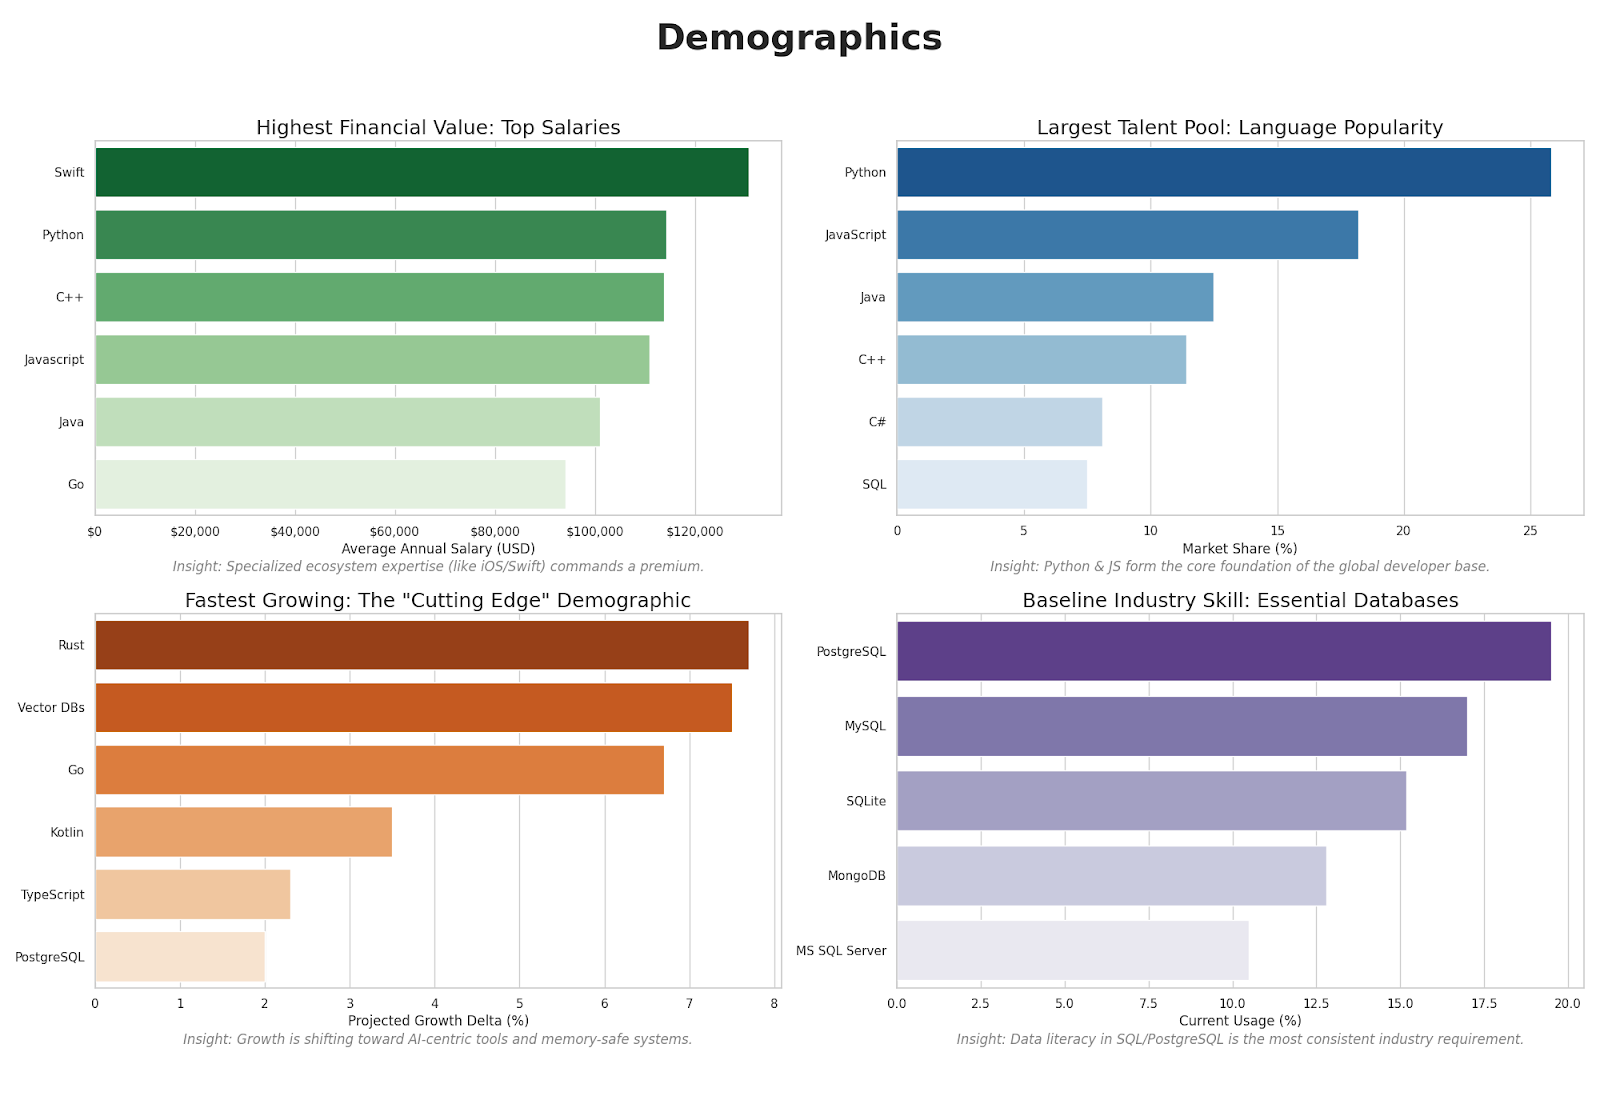 Demographics
Highest Financial Value: Top Salaries
Swift
Python
C++
Javascript
Java
Go
$0 $20,000 $40,000 $60,000 $80,000 $100,000 $120,000
Average Annual Salary (USD)
Insight: Specialized ecosystem expertise (like iOS/Swift) commands a premium.
Largest Talent Pool: Language Popularity
Python
JavaScript
Java
C++
C#
SQL
0 5 10 15 20 25
Market Share (%)
Insight: Python & JS form the core foundation of the global developer base.
Fastest Growing: The "Cutting Edge" Demographic
Rust
Vector DBs
Go
Kotlin
TypeScript
PostgreSQL
0 1 2 3 4 5 6 7 8
Projected Growth Delta (%)
Insight: Growth is shifting toward AI-centric tools and memory-safe systems.
Baseline Industry Skill: Essential Databases
PostgreSQL
MySQL
SQLite
MongoDB
MS SQL Server
0.0 2.5 5.0 7.5 10.0 12.5 15.0 17.5 20.0
Current Usage (%)
Insight: Data literacy in SQL/PostgreSQL is the most consistent industry requirement.